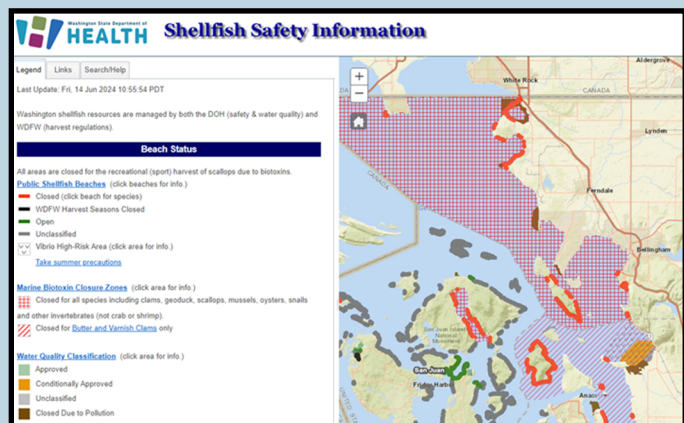 Washington State Department of
HEALTH
Shellfish Safety Information
Legend
Links
Search/Help
Last Update: Fri, 14 Jun 2024 10:55:54 PDT
Washington shellfish resources are managed by both the DOH (safety & water quality) and
WDFW (harvest regulations).
Beach Status
All areas are closed for the recreational (sport) harvest of scallops due to biotoxins.
Public Shellfish Beaches (click beaches for info.)
Closed (click beach for species)
WDFW Harvest Seasons Closed
Open
Unclassified
Vibrio High-Risk Area (click area for info.)
Take summer precautions
Marine Biotoxin Closure Zones (click area for info.)
Closed for all species including clams, geoduck, scallops, mussels, oysters, snails
and other invertebrates (not crab or shrimp).
Closed for Butter and Varnish Clams only
Water Quality Classification (click area for info.)
Approved
Conditionally Approved
Unclassified
Closed Due to Pollution
+
−
Aldergrove
White Rock
CANADA
Lynden
CANADA
Ferndale
Bellingham
San Juan Island
National
Monument
San Juan
Friday Harbor